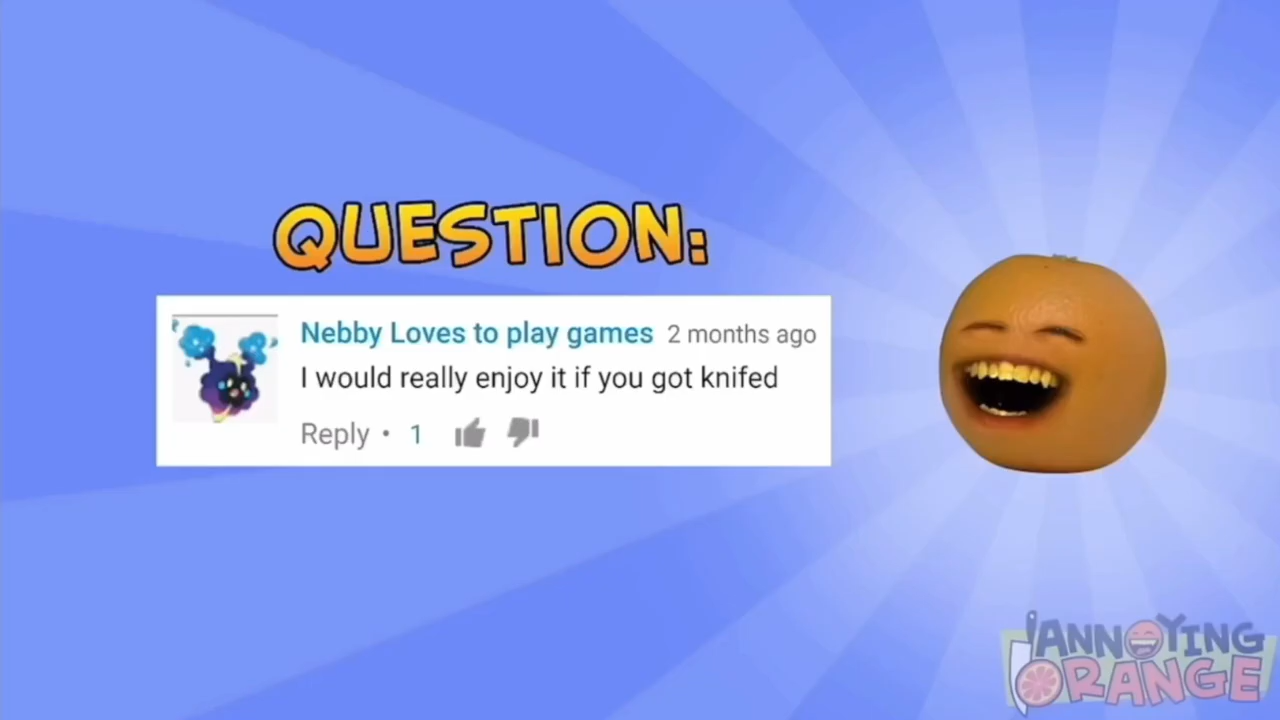 QUESTION:
Nebby Loves to play games 2 months ago
I would really enjoy it if you got knifed
Reply • 1
ANNOYING
ORANGE